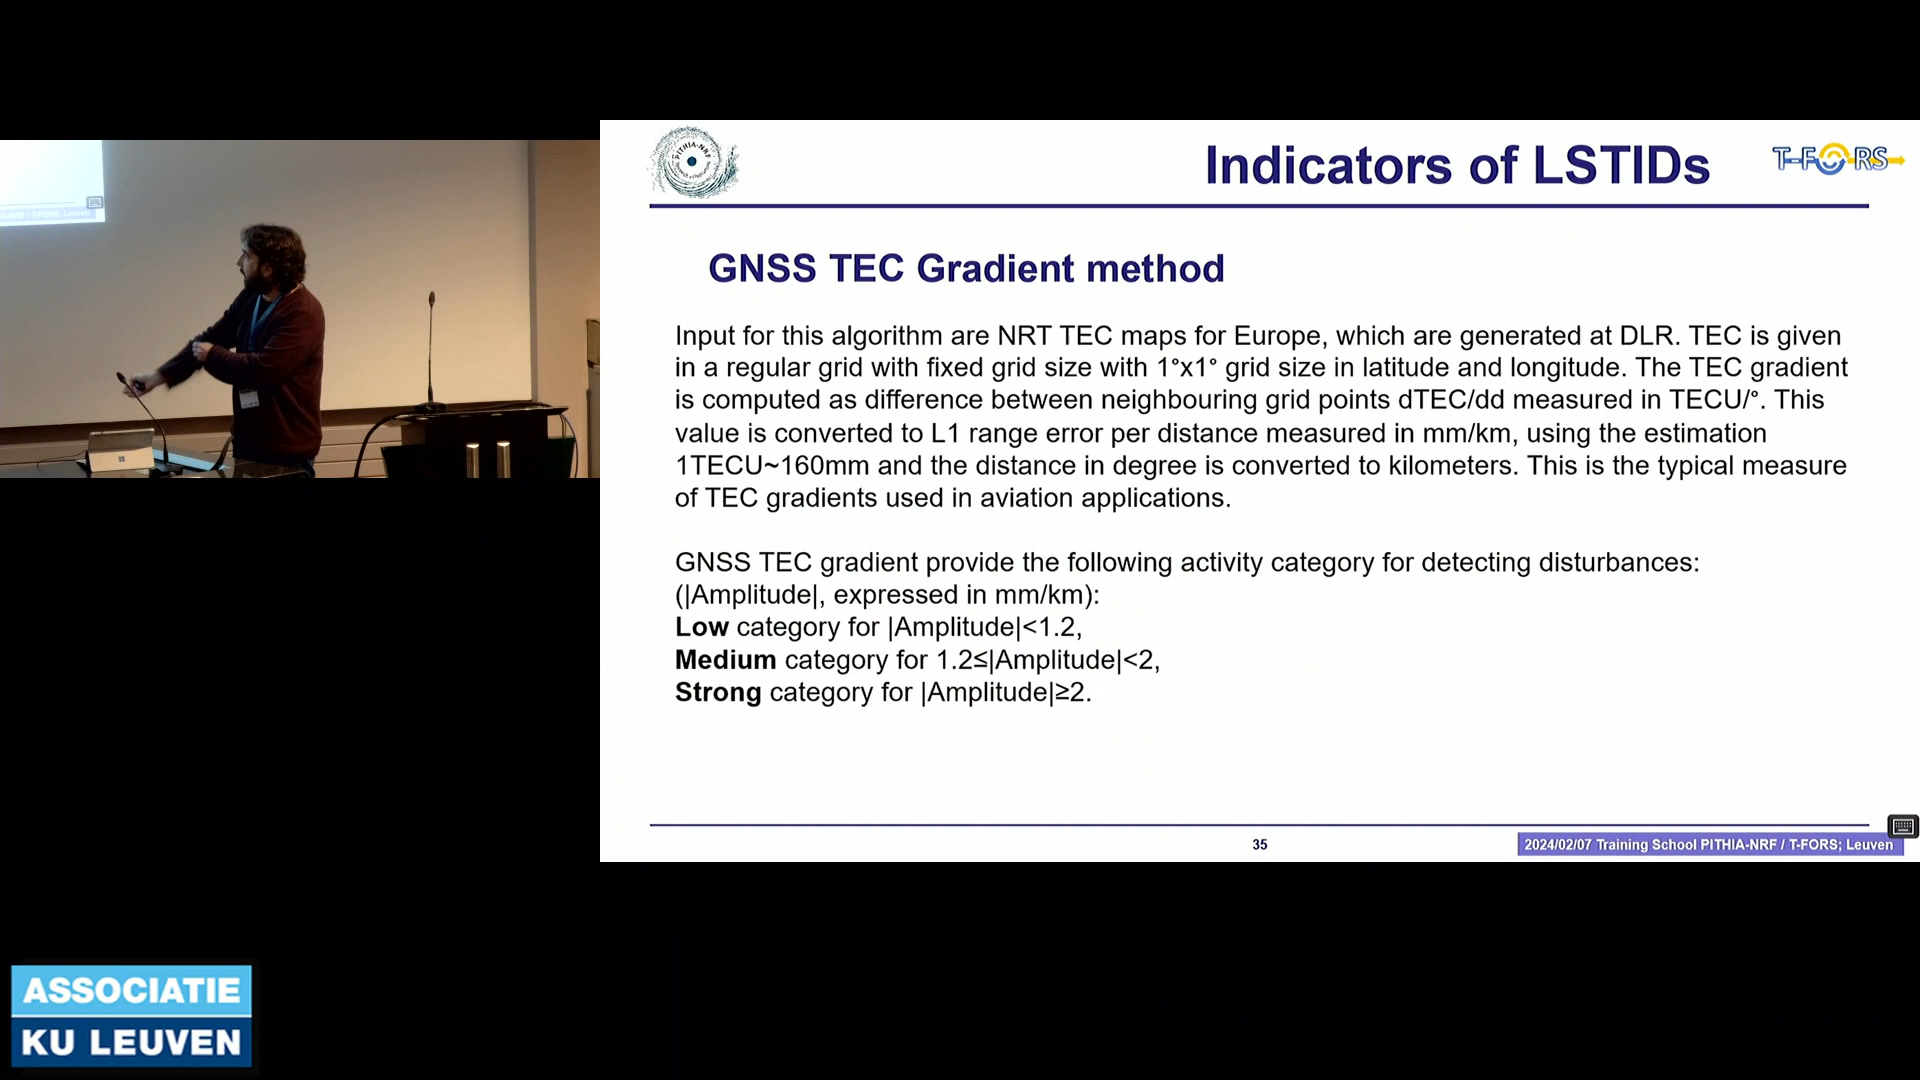 PITHIA-NRF
Indicators of LSTIDs
T-FORS
GNSS TEC Gradient method
Input for this algorithm are NRT TEC maps for Europe, which are generated at DLR. TEC is given
in a regular grid with fixed grid size with 1°x1° grid size in latitude and longitude. The TEC gradient
is computed as difference between neighbouring grid points dTEC/dd measured in TECU/°. This
value is converted to L1 range error per distance measured in mm/km, using the estimation
1TECU~160mm and the distance in degree is converted to kilometers. This is the typical measure
of TEC gradients used in aviation applications.
GNSS TEC gradient provide the following activity category for detecting disturbances:
(|Amplitude|, expressed in mm/km):
Low category for |Amplitude|<1.2,
Medium category for 1.2≤|Amplitude|<2,
Strong category for |Amplitude|≥2.
35
2024/02/07 Training School PITHIA-NRF / T-FORS; Leuven
/ T-FORS; Leuven
ASSOCIATIE
KU LEUVEN